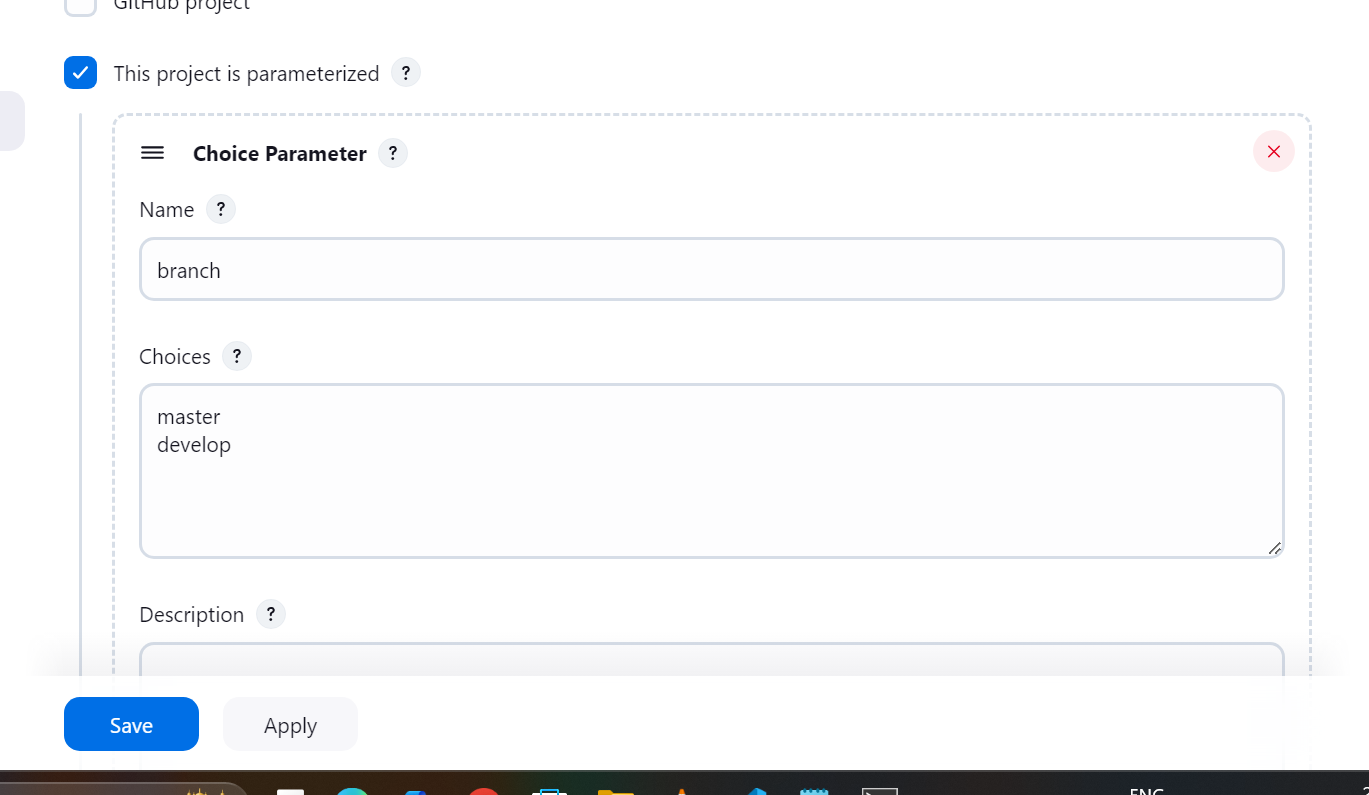 GitHub project
This project is parameterized ?
Choice Parameter ?
Name ?
branch
Choices ?
master
develop
Description ?
Save
Apply
ENG